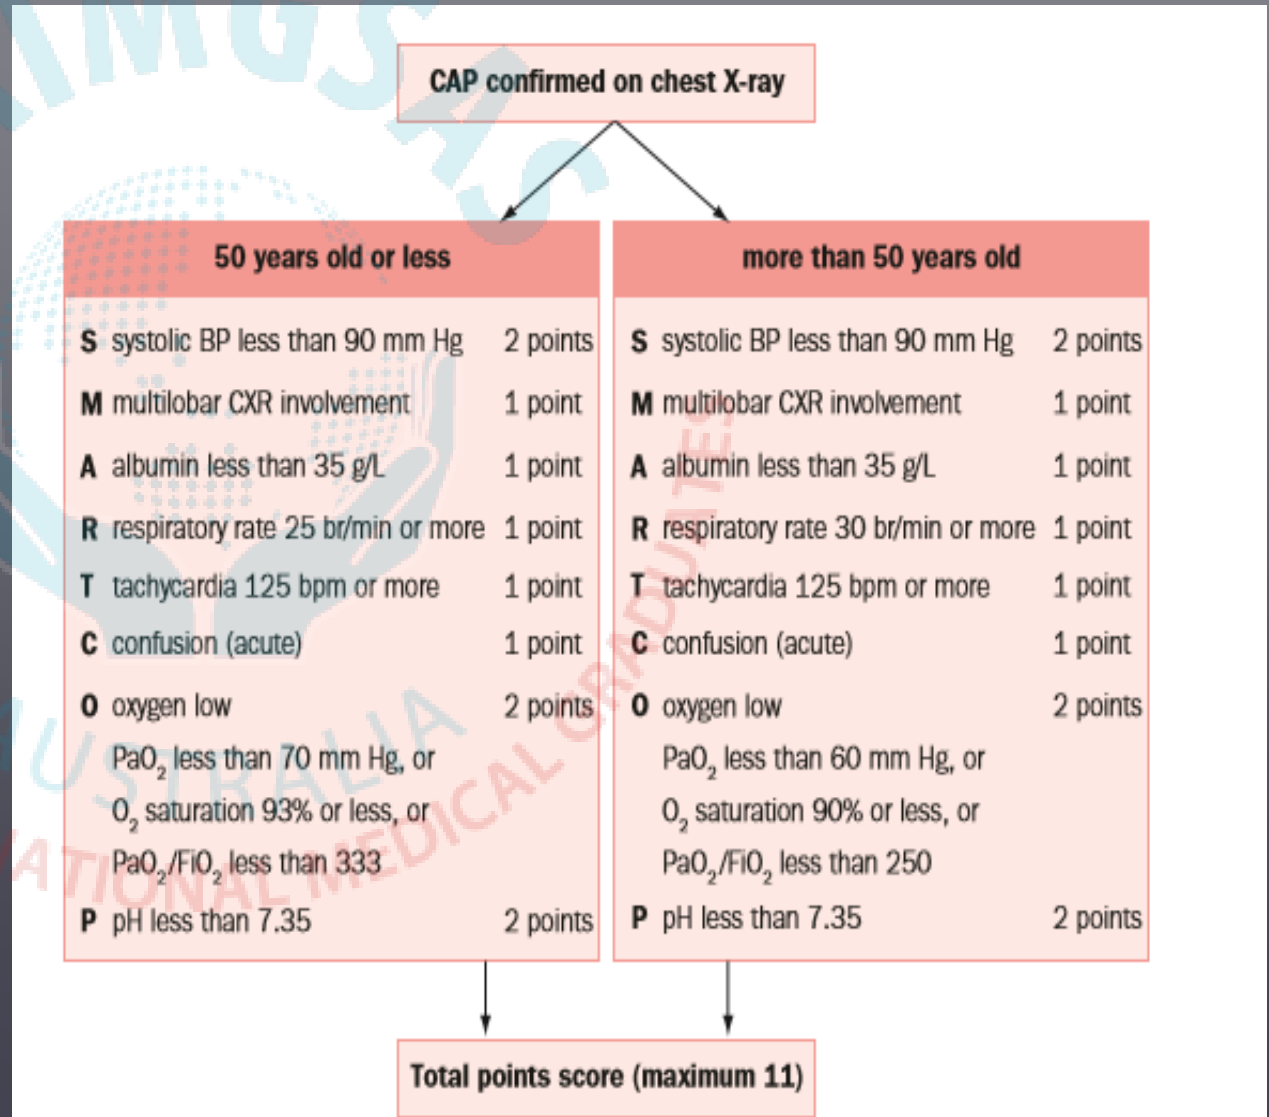 CAP confirmed on chest X-ray
50 years old or less
S systolic BP less than 90 mm Hg 2 points
M multilobar CXR involvement 1 point
A albumin less than 35 g/L 1 point
R respiratory rate 25 br/min or more 1 point
T tachycardia 125 bpm or more 1 point
C confusion (acute) 1 point
O oxygen low 2 points
PaO₂ less than 70 mm Hg, or
O₂ saturation 93% or less, or
PaO₂/FiO₂ less than 333
P pH less than 7.35 2 points
more than 50 years old
S systolic BP less than 90 mm Hg 2 points
M multilobar CXR involvement 1 point
A albumin less than 35 g/L 1 point
R respiratory rate 30 br/min or more 1 point
T tachycardia 125 bpm or more 1 point
C confusion (acute) 1 point
O oxygen low 2 points
PaO₂ less than 60 mm Hg, or
O₂ saturation 90% or less, or
PaO₂/FiO₂ less than 250
P pH less than 7.35 2 points
Total points score (maximum 11)
AUSTRALIA
MEDICAL GRADUATES